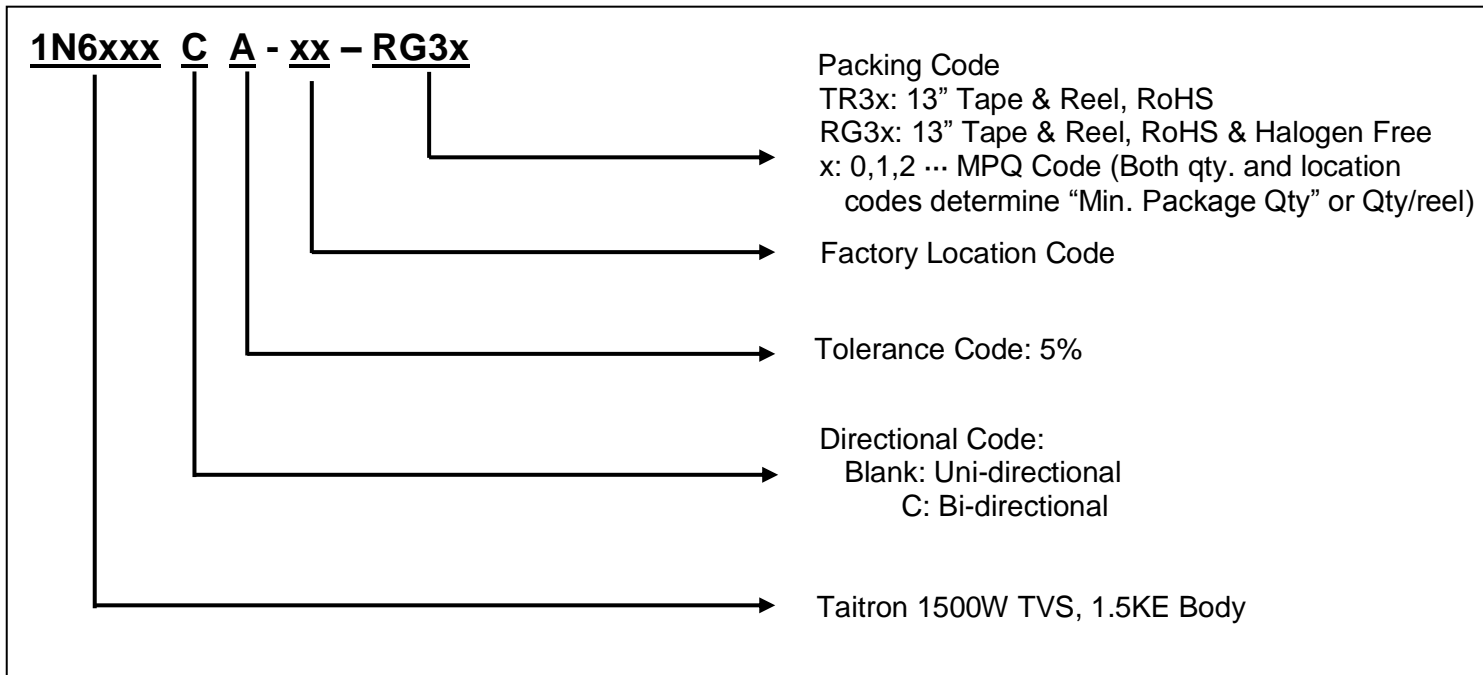 1N6xxx C A - xx – RG3x
Packing Code
TR3x: 13” Tape & Reel, RoHS
RG3x: 13” Tape & Reel, RoHS & Halogen Free
x: 0,1,2 ··· MPQ Code (Both qty. and location
codes determine “Min. Package Qty” or Qty/reel)
Factory Location Code
Tolerance Code: 5%
Directional Code:
Blank: Uni-directional
C: Bi-directional
Taitron 1500W TVS, 1.5KE Body